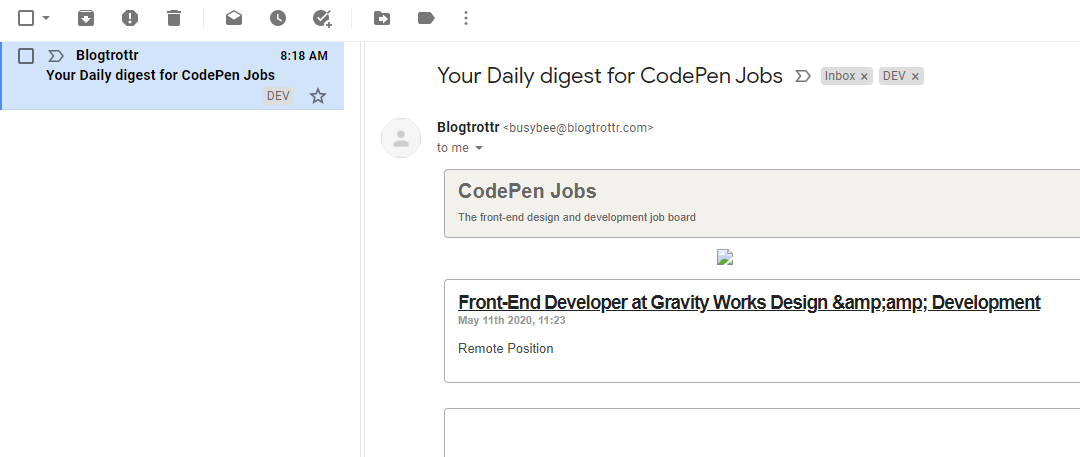 Blogtrottr 8:18 AM
Your Daily digest for CodePen Jobs
DEV
Your Daily digest for CodePen Jobs Inbox × DEV ×
Blogtrottr <busybee@blogtrottr.com>
to me
CodePen Jobs
The front-end design and development job board
Front-End Developer at Gravity Works Design &amp;amp; Development
May 11th 2020, 11:23
Remote Position